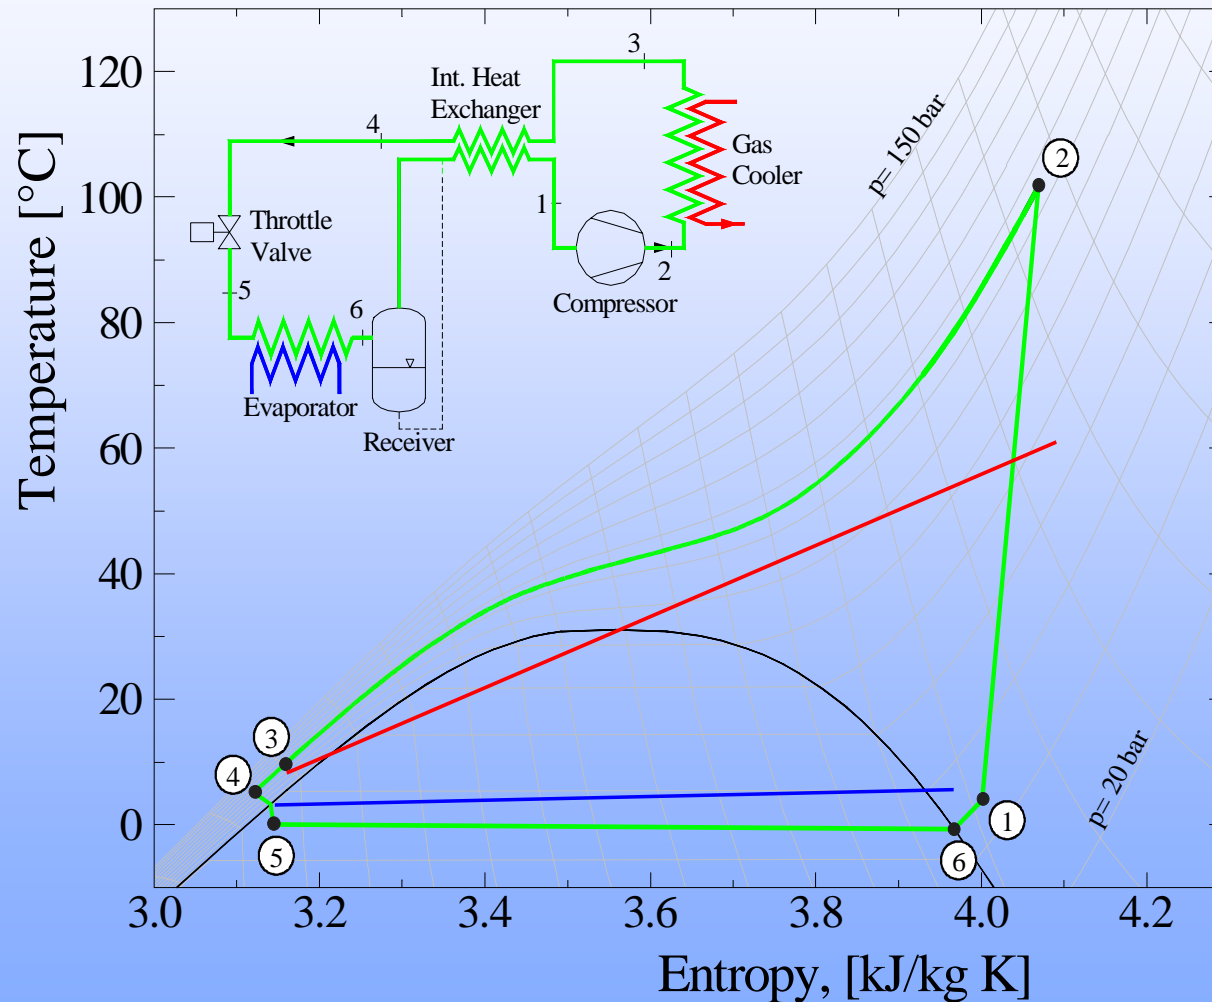 120
100
80
60
40
20
0
Temperature [°C]
3.0
3.2
3.4
3.6
3.8
4.0
4.2
Entropy, [kJ/kg K]
3
Int. Heat
Exchanger
4
Gas
Cooler
1
Throttle
Valve
2
Compressor
5
6
Evaporator
Receiver
p= 150 bar
2
p= 20 bar
3
4
5
1
6